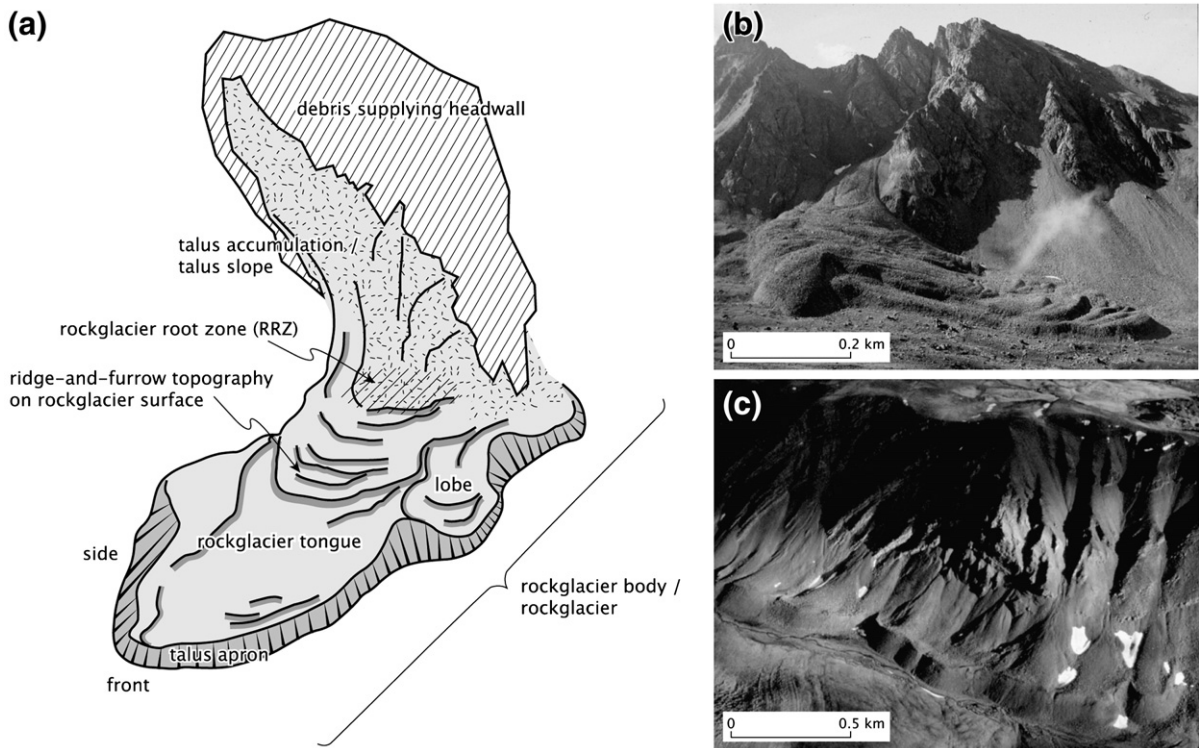 (a)
debris supplying headwall
talus accumulation /
talus slope
rockglacier root zone (RRZ)
ridge-and-furrow topography
on rockglacier surface
lobe
side
rockglacier tongue
rockglacier body /
rockglacier
talus apron
front
(b)
0 0.2 km
(c)
0 0.5 km